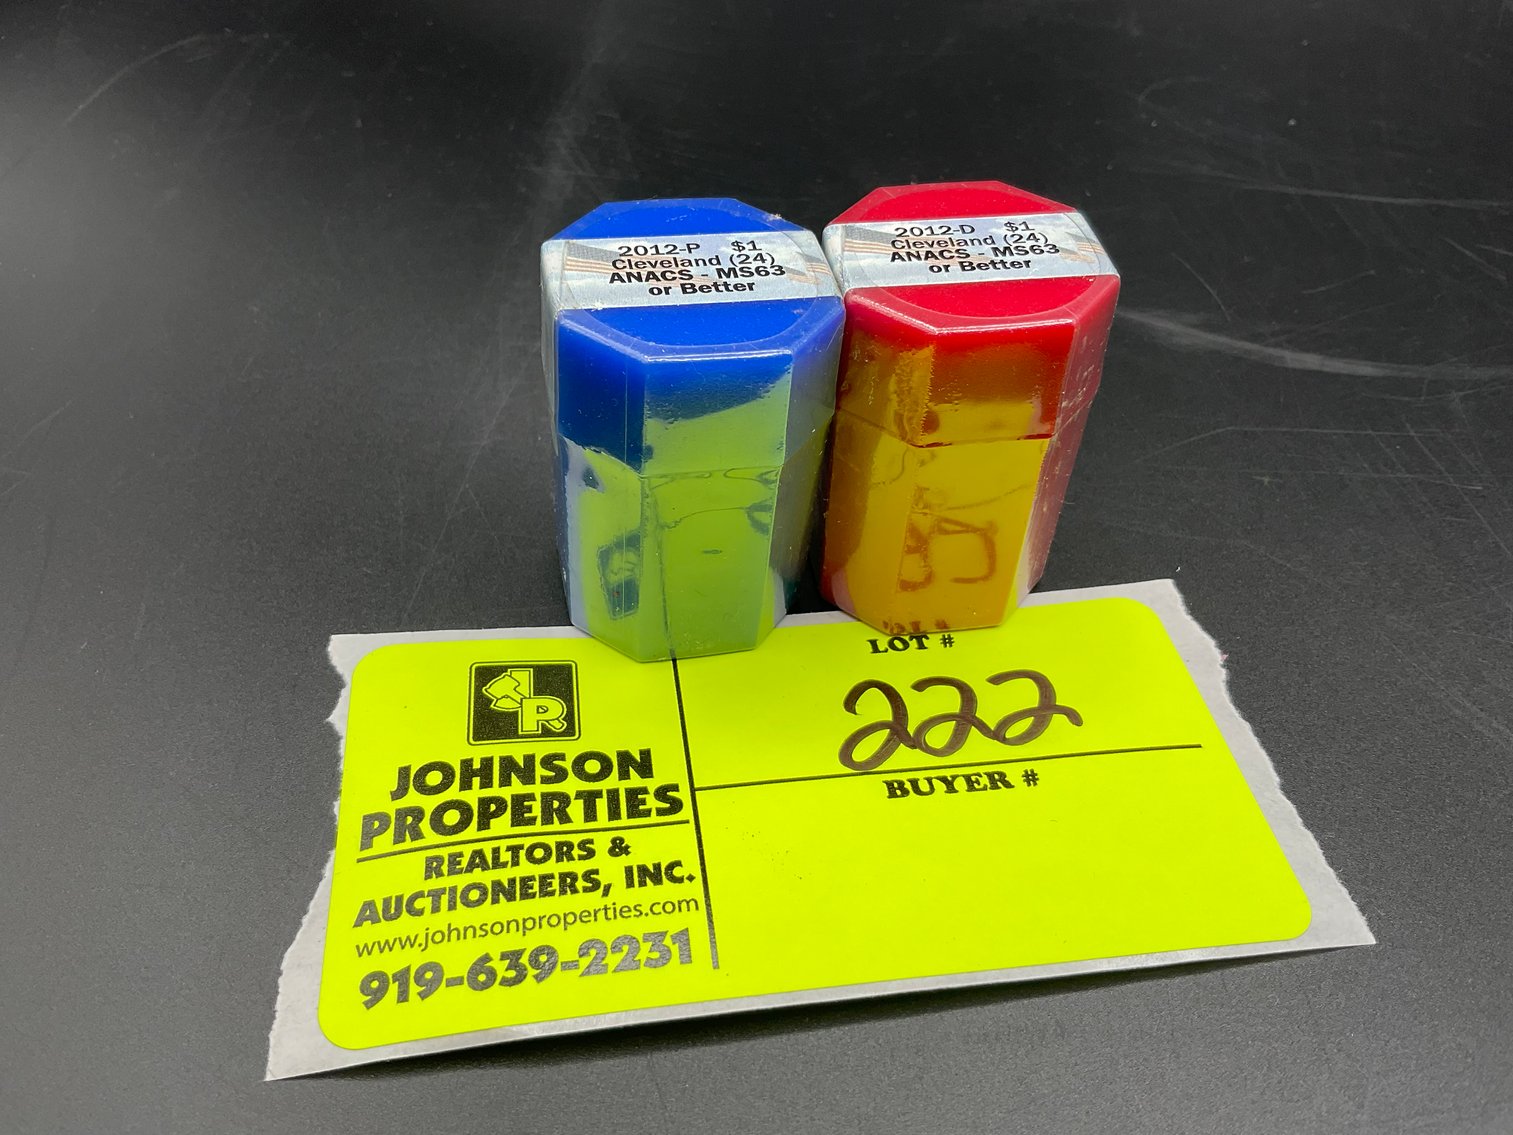 2012-P $1
Cleveland (24)
ANACS - MS63
or Better
2012-D $1
Cleveland (24)
ANACS - MS63
or Better
JR
JOHNSON
PROPERTIES
REALTORS &
AUCTIONEERS, INC.
www.johnsonproperties.com
919-639-2231
LOT #
222
BUYER #